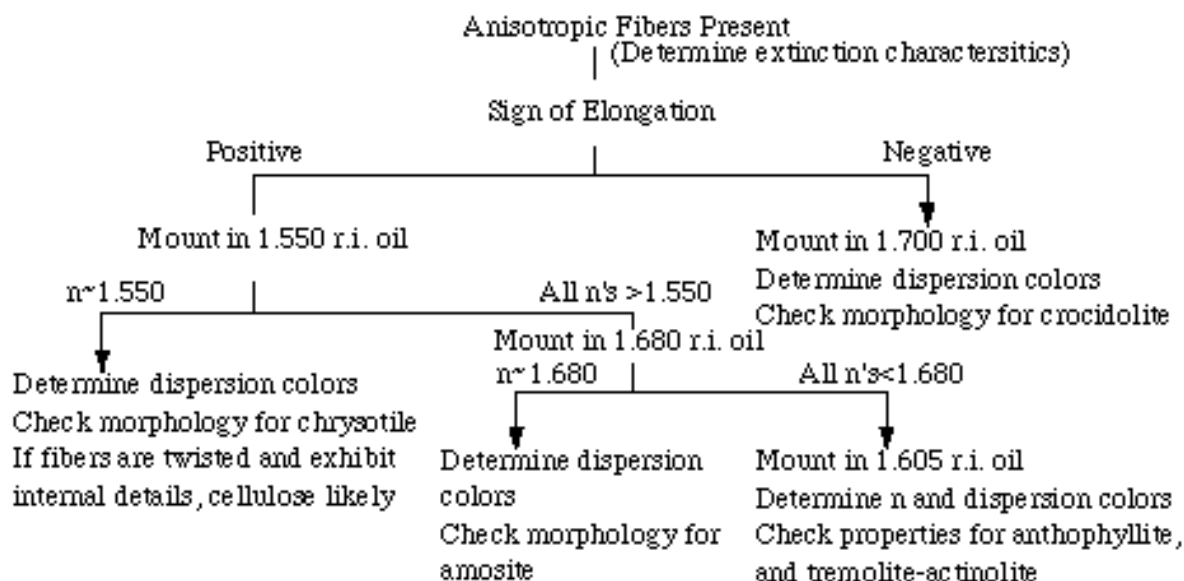 Anisotropic Fibers Present
(Determine extinction charactersitics)
Sign of Elongation
Positive
Negative
Mount in 1.550 r.i. oil
Mount in 1.700 r.i. oil
Determine dispersion colors
Check morphology for crocidolite
n~1.550
All n's >1.550
Mount in 1.680 r.i. oil
n~1.680
All n's<1.680
Determine dispersion colors
Check morphology for chrysotile
If fibers are twisted and exhibit
internal details, cellulose likely
Determine dispersion
colors
Check morphology for
amosite
Mount in 1.605 r.i. oil
Determine n and dispersion colors
Check properties for anthophyllite,
and tremolite-actinolite